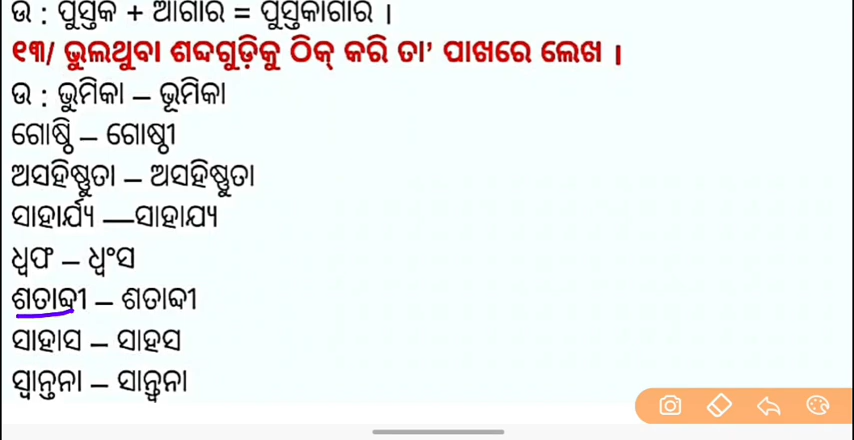 ଉ : ପୁସ୍ତକ + ଆଗାର = ପୁସ୍ତକାଗାର ।
୧୩/ ଭୁଲଥିବା ଶବ୍ଦଗୁଡ଼ିକୁ ଠିକ୍ କରି ତା’ ପାଖରେ ଲେଖ ।
ଉ : ଭୁମିକା – ଭୂମିକା
ଗୋଷ୍ଠି – ଗୋଷ୍ଠୀ
ଅସହିଷ୍ଣୁତା – ଅସହିଷ୍ଣୁତା
ସାହାର୍ଯ୍ୟ —ସାହାଯ୍ୟ
ଧ୍ୱଂଫ – ଧ୍ୱଂସ
ଶତାବ୍ଦୀ – ଶତାବ୍ଦୀ
ସାହାସ – ସାହସ
ସ୍ୱାନ୍ତନା – ସାନ୍ତ୍ୱନା